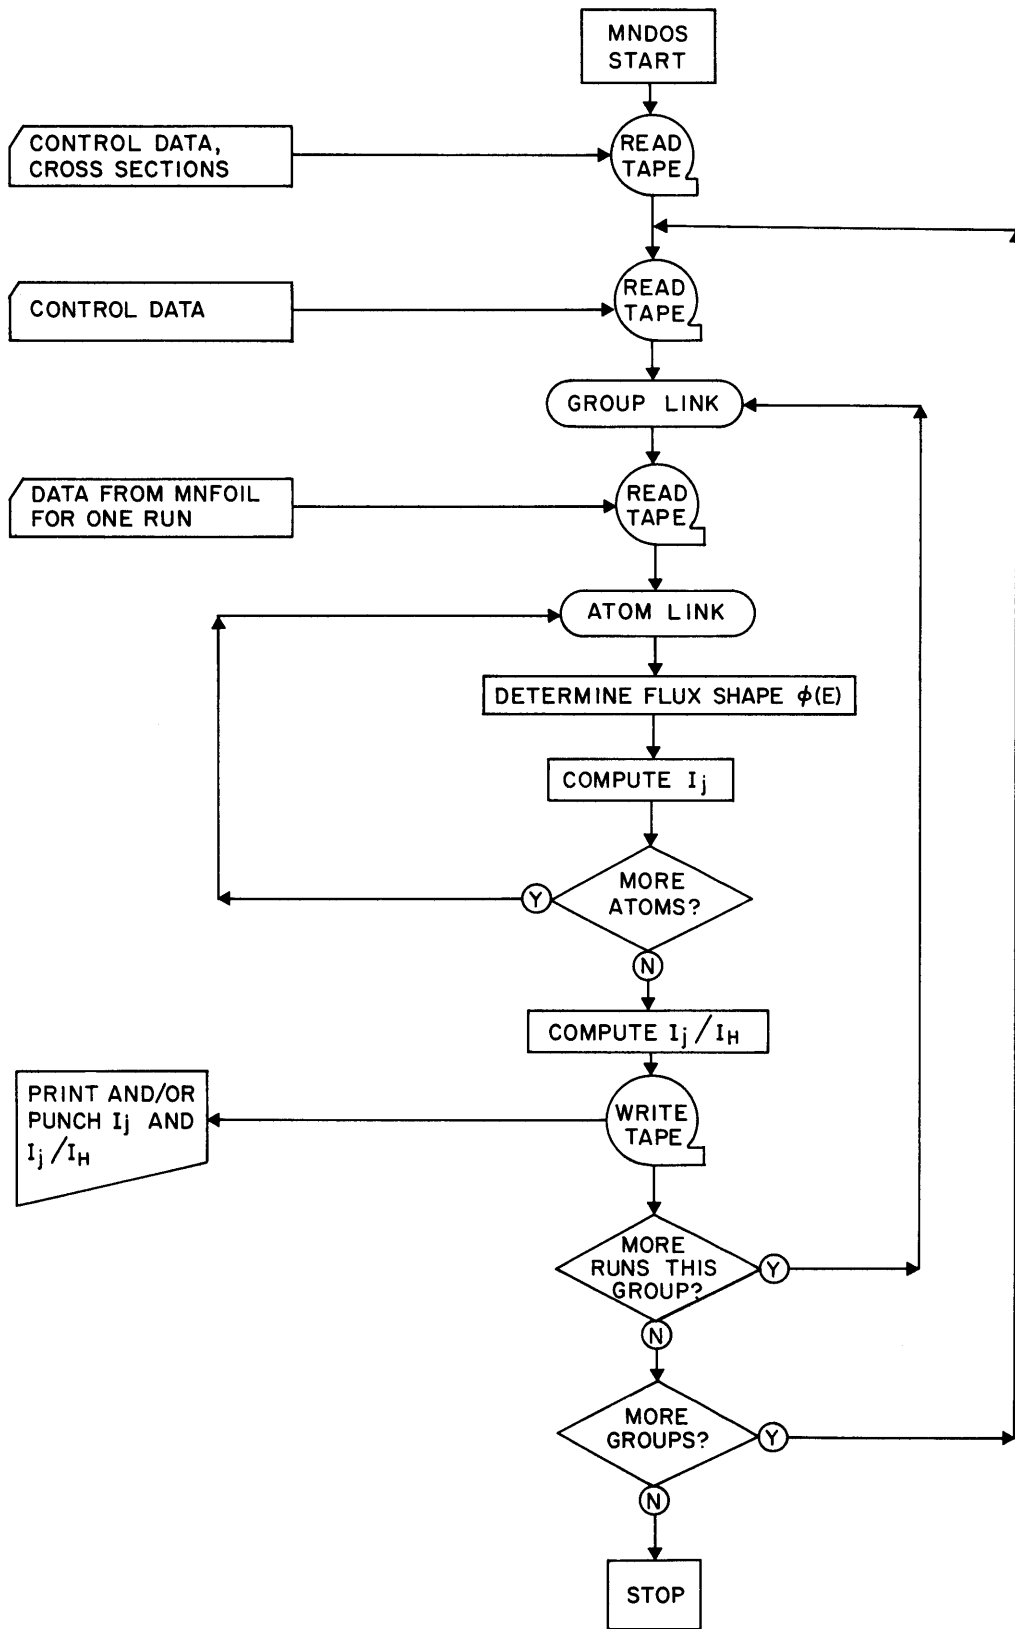 MNDOS
START
CONTROL DATA,
CROSS SECTIONS
READ
TAPE
CONTROL DATA
READ
TAPE
GROUP LINK
DATA FROM MNFOIL
FOR ONE RUN
READ
TAPE
ATOM LINK
DETERMINE FLUX SHAPE ϕ(E)
COMPUTE Ij
MORE
ATOMS?
Y
N
COMPUTE Ij/IH
PRINT AND/OR
PUNCH Ij AND
Ij/IH
WRITE
TAPE
MORE
RUNS THIS
GROUP?
Y
N
MORE
GROUPS?
Y
N
STOP